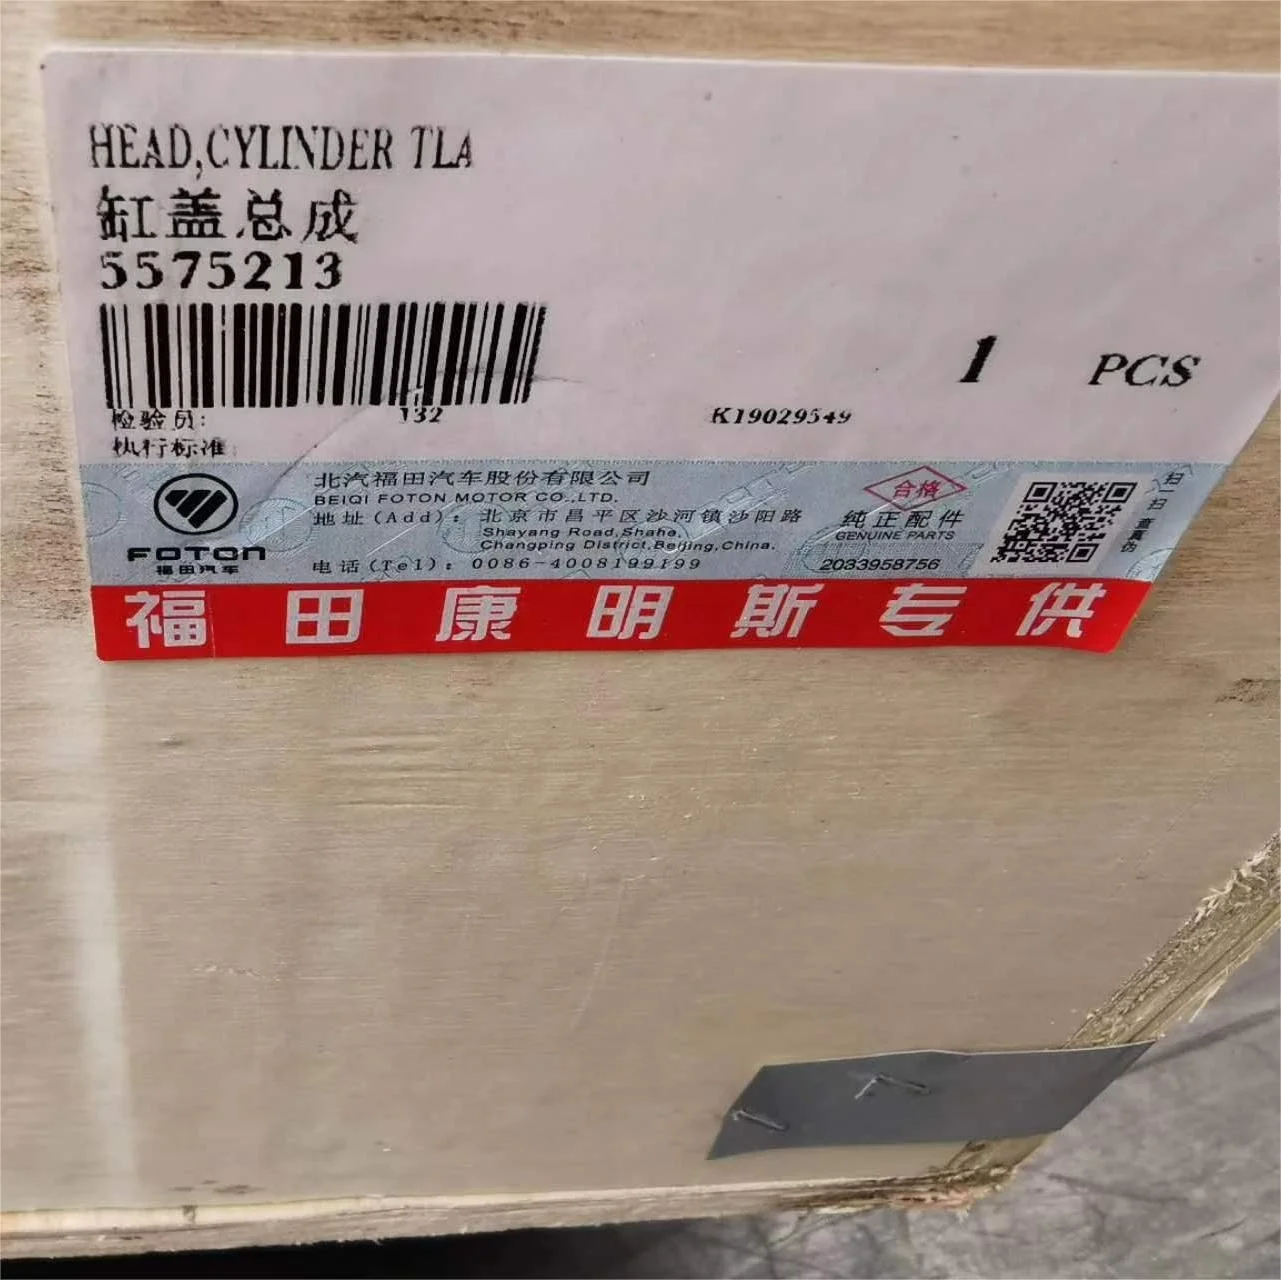 HEAD,CYLINDER TLA
缸盖总成
5575213
1 PCS
检验员: 132 K19029549
执行标准:
FOTON
福田汽车
北汽福田汽车股份有限公司
BEIQI FOTON MOTOR CO.,LTD.
地址(Add): 北京市昌平区沙河镇沙阳路
Shayang Road,Shahe,
Changping District,Beijing,China.
电话(Tel): 0086-4008199199
合格
纯正配件
GENUINE PARTS
2033958756
扫一扫 查真伪
福田康明斯专供